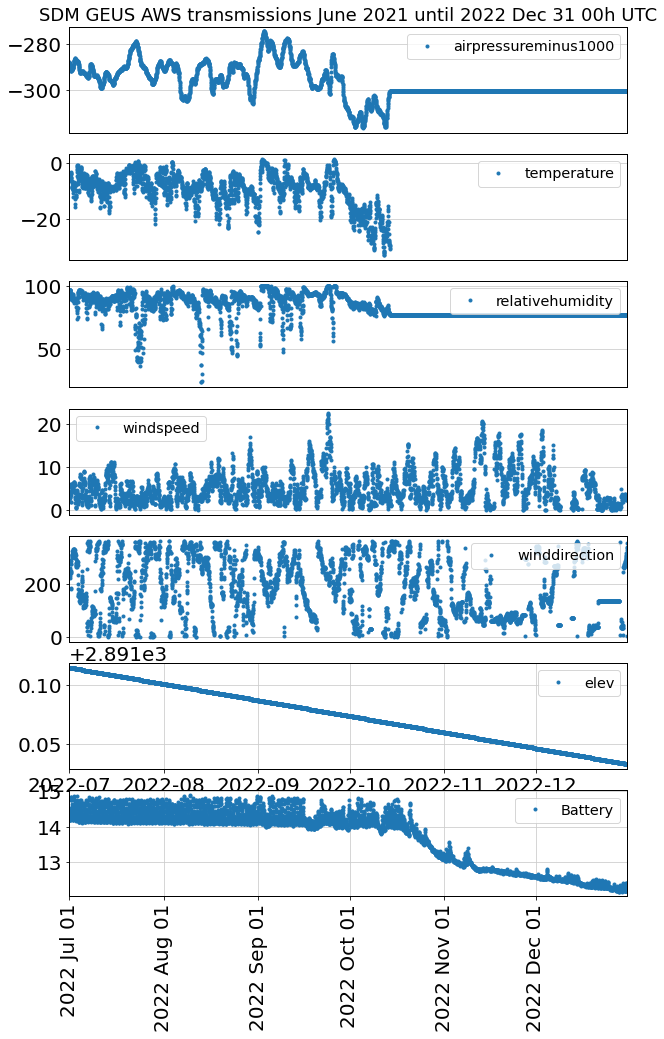 SDM GEUS AWS transmissions June 2021 until 2022 Dec 31 00h UTC
−280
−300
airpressureminus1000
0
−20
temperature
100
50
relativehumidity
20
10
0
windspeed
200
0
winddirection
+2.891e3
0.10
0.05
elev
2022-07 2022-08 2022-09 2022-10 2022-11 2022-12
15
14
13
Battery
2022 Jul 01
2022 Aug 01
2022 Sep 01
2022 Oct 01
2022 Nov 01
2022 Dec 01